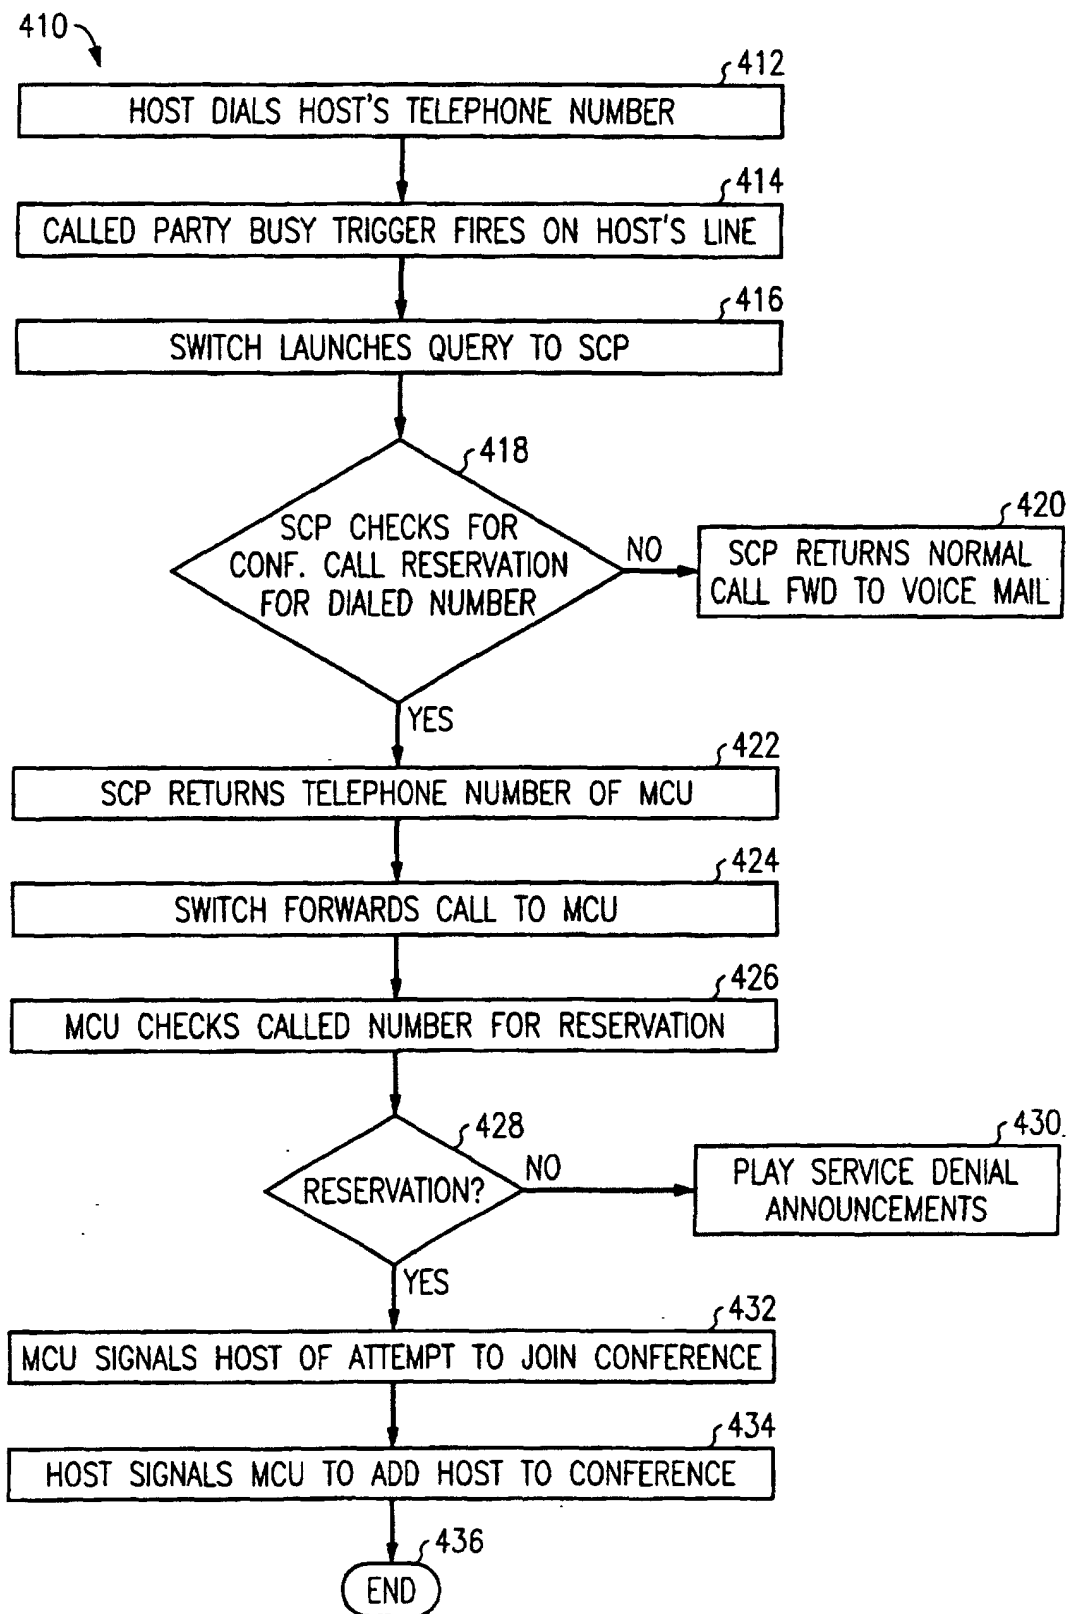 410
412
HOST DIALS HOST'S TELEPHONE NUMBER
414
CALLED PARTY BUSY TRIGGER FIRES ON HOST'S LINE
416
SWITCH LAUNCHES QUERY TO SCP
418
SCP CHECKS FOR
CONF. CALL RESERVATION
FOR DIALED NUMBER
NO
420
SCP RETURNS NORMAL
CALL FWD TO VOICE MAIL
YES
422
SCP RETURNS TELEPHONE NUMBER OF MCU
424
SWITCH FORWARDS CALL TO MCU
426
MCU CHECKS CALLED NUMBER FOR RESERVATION
428
RESERVATION?
NO
430
PLAY SERVICE DENIAL
ANNOUNCEMENTS
YES
432
MCU SIGNALS HOST OF ATTEMPT TO JOIN CONFERENCE
434
HOST SIGNALS MCU TO ADD HOST TO CONFERENCE
436
END